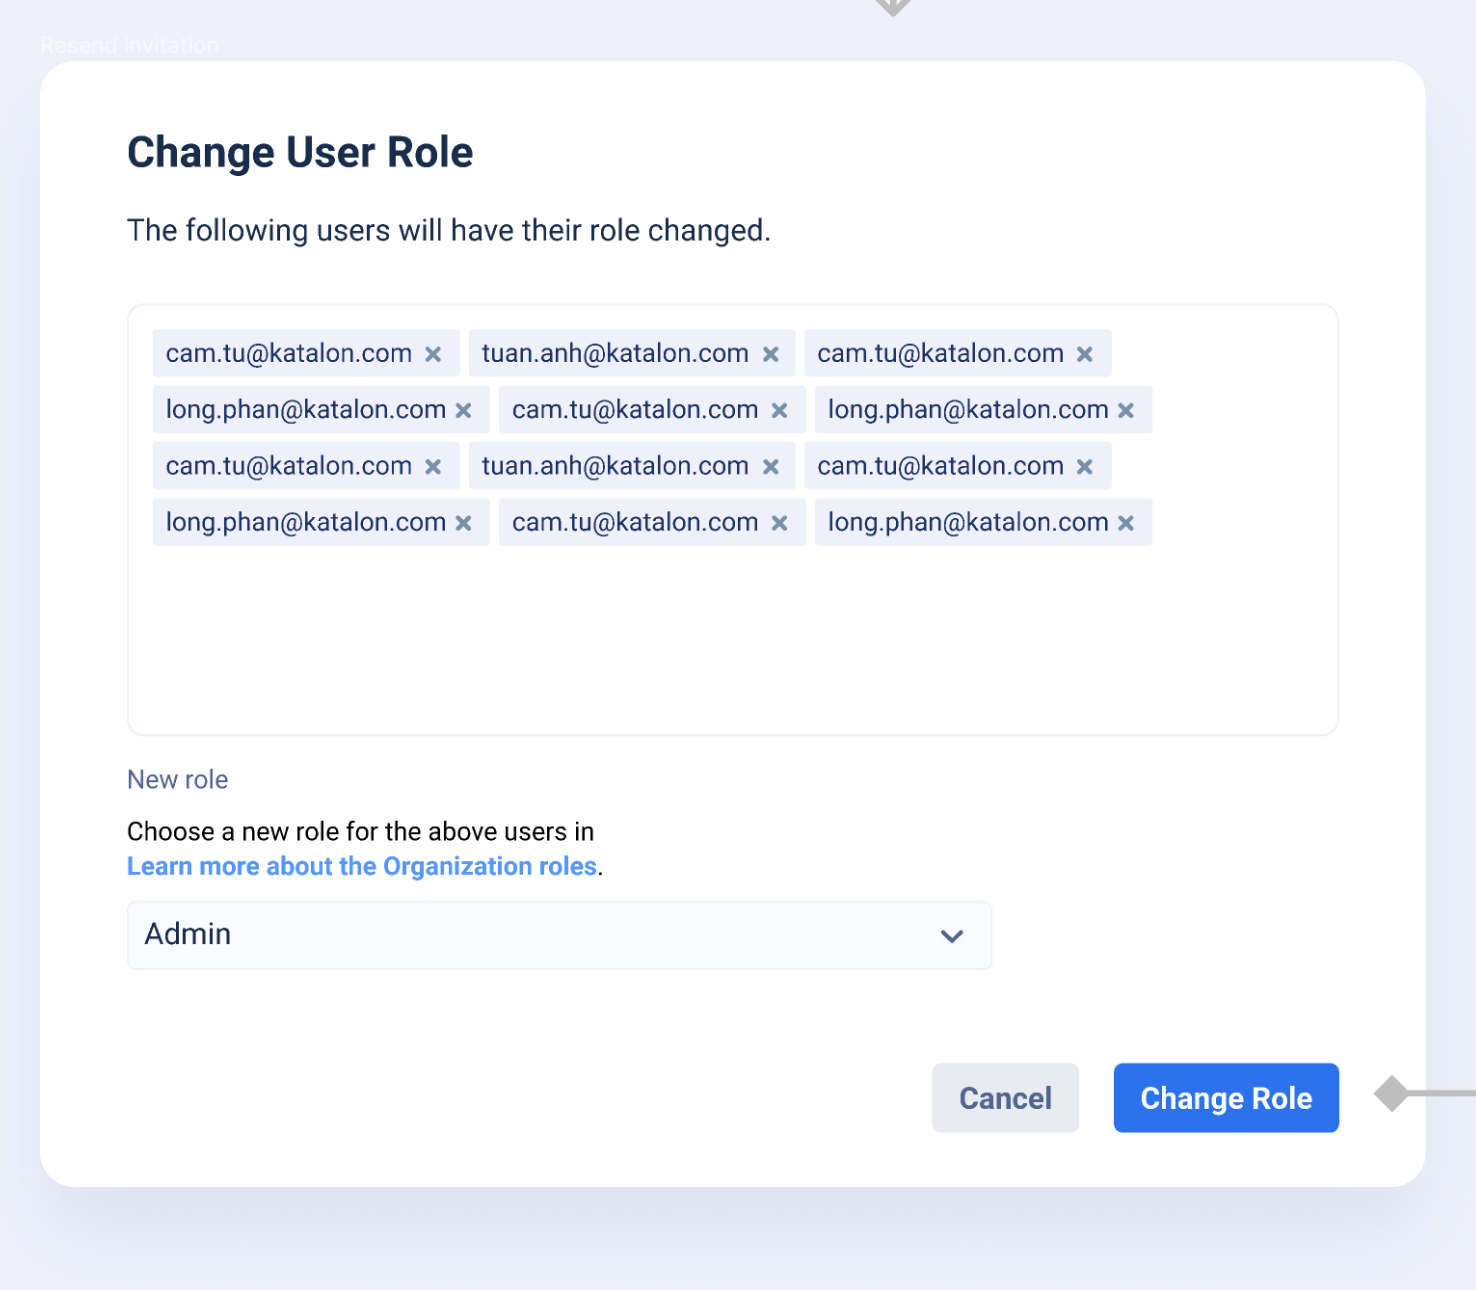 Resend invitation
Change User Role
The following users will have their role changed.
cam.tu@katalon.com tuan.anh@katalon.com cam.tu@katalon.com
long.phan@katalon.com cam.tu@katalon.com long.phan@katalon.com
cam.tu@katalon.com tuan.anh@katalon.com cam.tu@katalon.com
long.phan@katalon.com cam.tu@katalon.com long.phan@katalon.com
New role
Choose a new role for the above users in
Learn more about the Organization roles.
Admin
Cancel Change Role